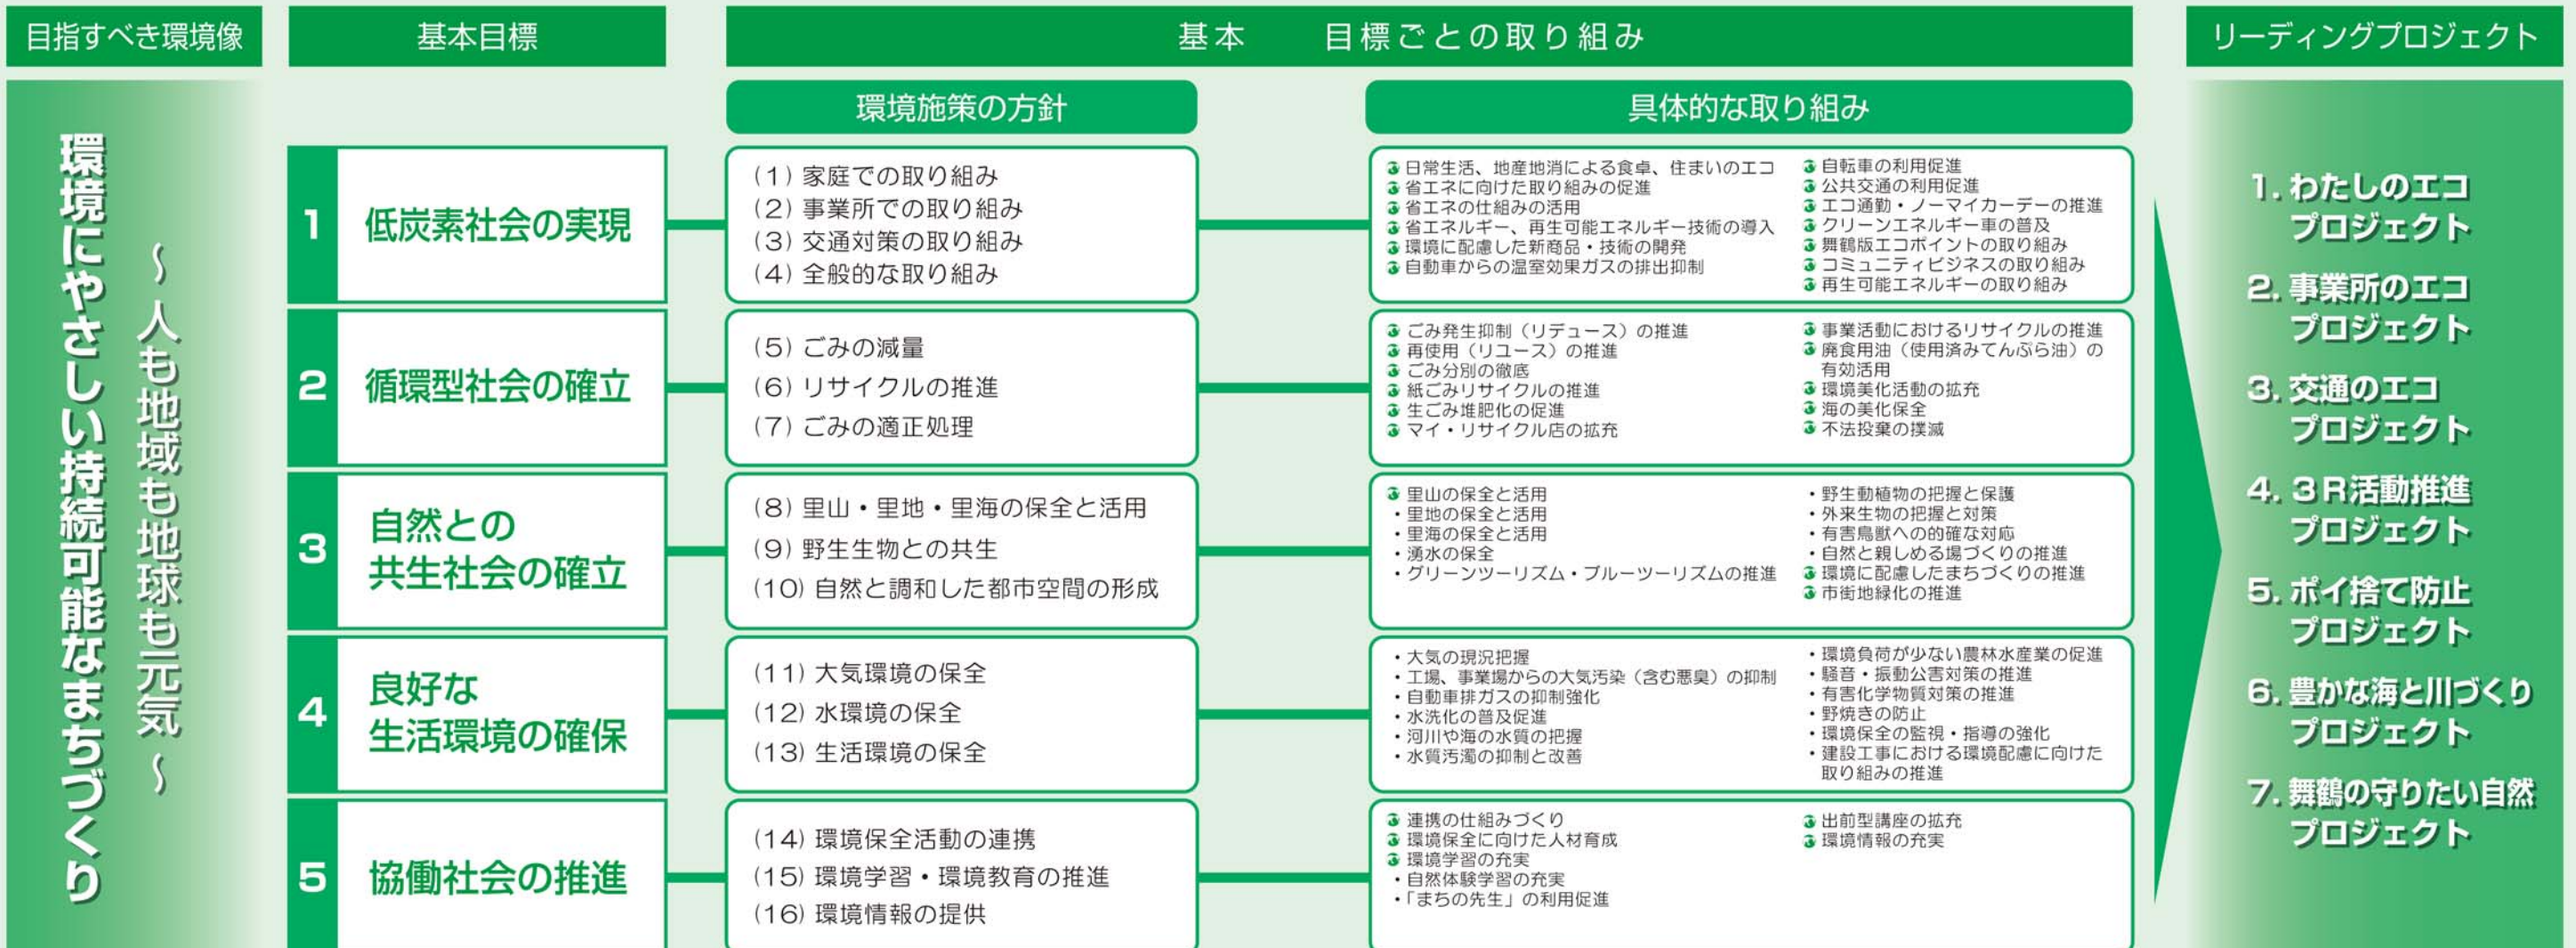 目指すべき環境像
基本目標
基本 目標ごとの取り組み
リーディングプロジェクト
環境にやさしい持続可能なまちづくり
～人も地域も地球も元気～
環境施策の方針
具体的な取り組み
1
低炭素社会の実現
(1) 家庭での取り組み
(2) 事業所での取り組み
(3) 交通対策の取り組み
(4) 全般的な取り組み
日常生活、地産地消による食卓、住まいのエコ
省エネに向けた取り組みの促進
省エネの仕組みの活用
省エネルギー、再生可能エネルギー技術の導入
環境に配慮した新商品・技術の開発
自動車からの温室効果ガスの排出抑制
自転車の利用促進
公共交通の利用促進
エコ通勤・ノーマイカーデーの推進
クリーンエネルギー車の普及
舞鶴版エコポイントの取り組み
コミュニティビジネスの取り組み
再生可能エネルギーの取り組み
2
循環型社会の確立
(5) ごみの減量
(6) リサイクルの推進
(7) ごみの適正処理
ごみ発生抑制（リデュース）の推進
再使用（リユース）の推進
ごみ分別の徹底
紙ごみリサイクルの推進
生ごみ堆肥化の促進
マイ・リサイクル店の拡充
事業活動におけるリサイクルの推進
廃食用油（使用済みてんぷら油）の
有効活用
環境美化活動の拡充
海の美化保全
不法投棄の撲滅
3
自然との
共生社会の確立
(8) 里山・里地・里海の保全と活用
(9) 野生生物との共生
(10) 自然と調和した都市空間の形成
里山の保全と活用
・里地の保全と活用
・里海の保全と活用
・湧水の保全
・グリーンツーリズム・ブルーツーリズムの推進
・野生動植物の把握と保護
・外来生物の把握と対策
・有害鳥獣への的確な対応
・自然と親しめる場づくりの推進
環境に配慮したまちづくりの推進
市街地緑化の推進
4
良好な
生活環境の確保
(11) 大気環境の保全
(12) 水環境の保全
(13) 生活環境の保全
・大気の現況把握
・工場、事業場からの大気汚染（含む悪臭）の抑制
・自動車排ガスの抑制強化
・水洗化の普及促進
・河川や海の水質の把握
・水質汚濁の抑制と改善
・環境負荷が少ない農林水産業の促進
・騒音・振動公害対策の推進
・有害化学物質対策の推進
・野焼きの防止
・環境保全の監視・指導の強化
・建設工事における環境配慮に向けた
取り組みの推進
5
協働社会の推進
(14) 環境保全活動の連携
(15) 環境学習・環境教育の推進
(16) 環境情報の提供
連携の仕組みづくり
環境保全に向けた人材育成
環境学習の充実
・自然体験学習の充実
・「まちの先生」の利用促進
出前型講座の拡充
環境情報の充実
1. わたしのエコ
プロジェクト
2. 事業所のエコ
プロジェクト
3. 交通のエコ
プロジェクト
4. 3R活動推進
プロジェクト
5. ポイ捨て防止
プロジェクト
6. 豊かな海と川づくり
プロジェクト
7. 舞鶴の守りたい自然
プロジェクト